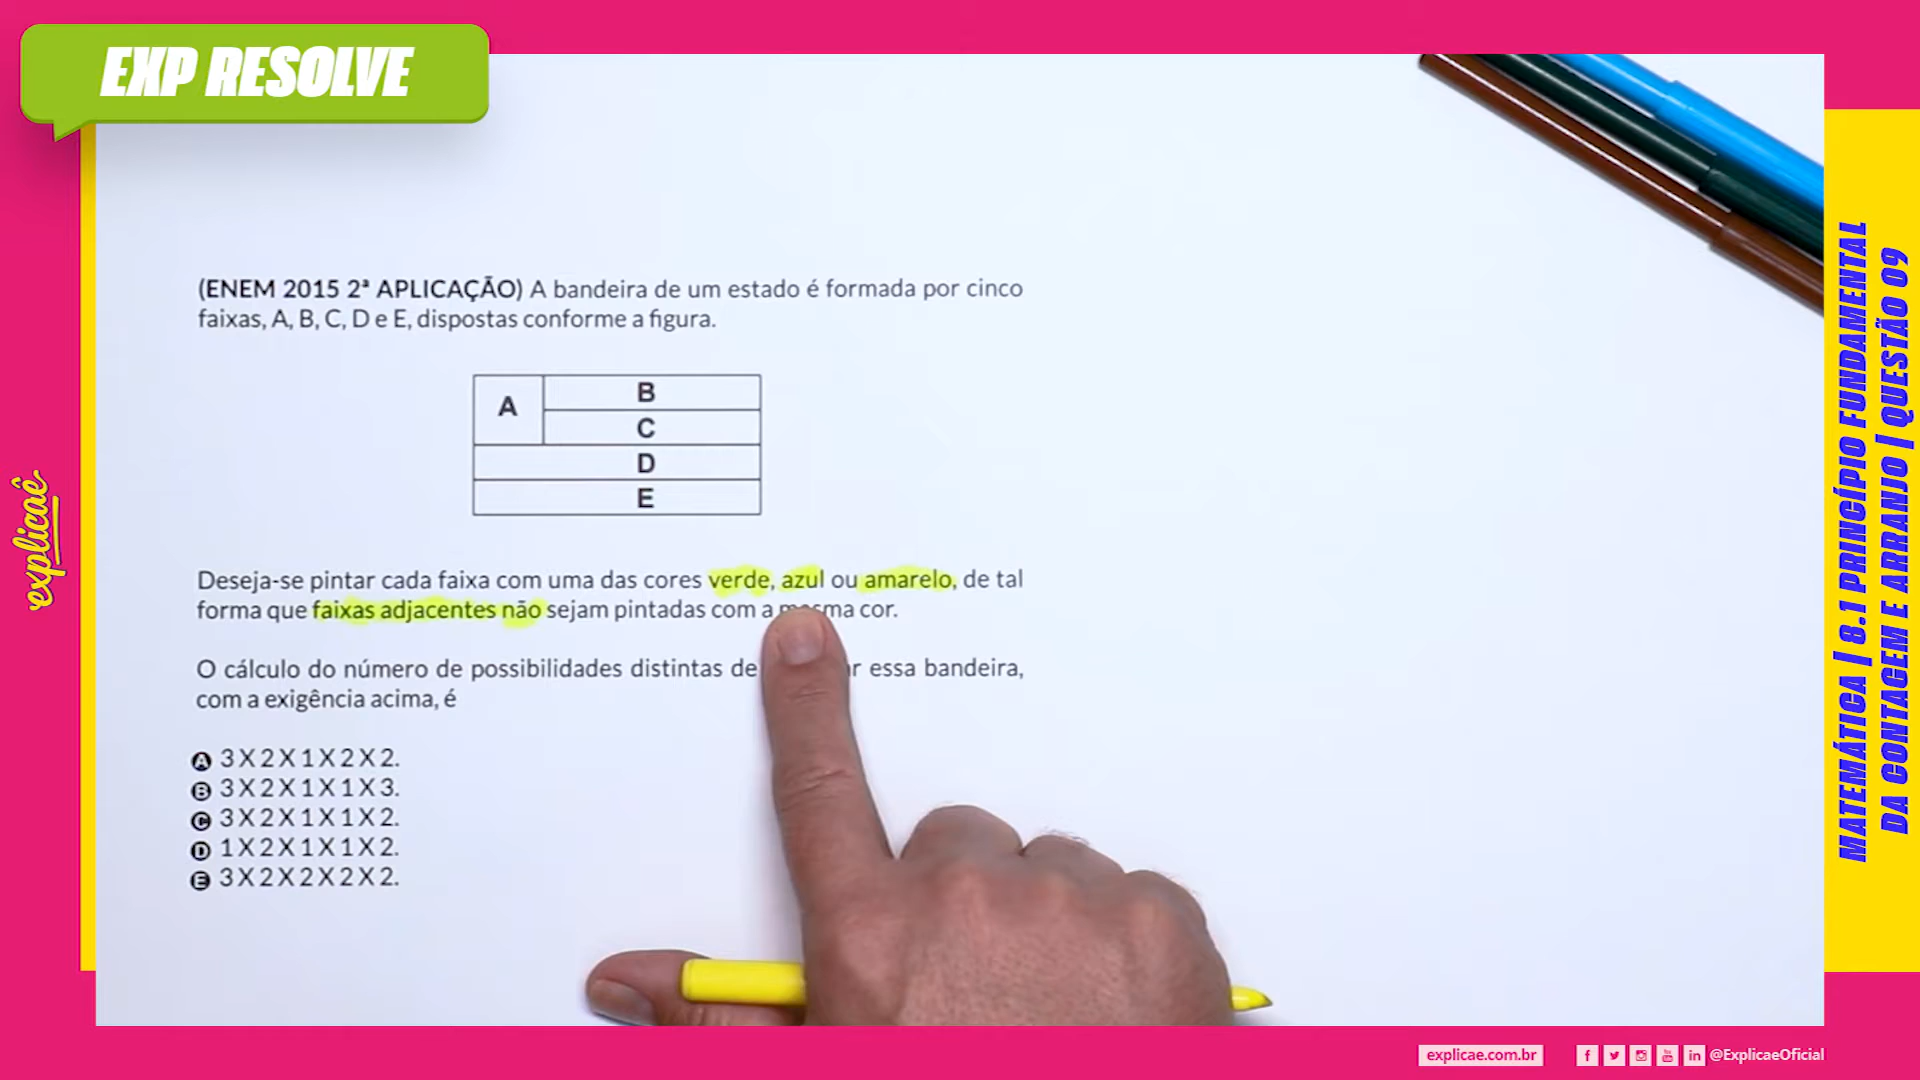 EXP RESOLVE
(ENEM 2015 2ª APLICAÇÃO) A bandeira de um estado é formada por cinco
faixas, A, B, C, D e E, dispostas conforme a figura.
A
B
C
D
E
Deseja-se pintar cada faixa com uma das cores verde, azul ou amarelo, de tal
forma que faixas adjacentes não sejam pintadas com a mesma cor.
O cálculo do número de possibilidades distintas de essa bandeira,
com a exigência acima, é
A 3 X 2 X 1 X 2 X 2.
B 3 X 2 X 1 X 1 X 3.
C 3 X 2 X 1 X 1 X 2.
D 1 X 2 X 1 X 1 X 2.
E 3 X 2 X 2 X 2 X 2.
explicaê
MATEMÁTICA | 8.1 PRINCÍPIO FUNDAMENTAL
DA CONTAGEM E ARRANJO | QUESTÃO 09
explicae.com.br
@ExplicaeOficial